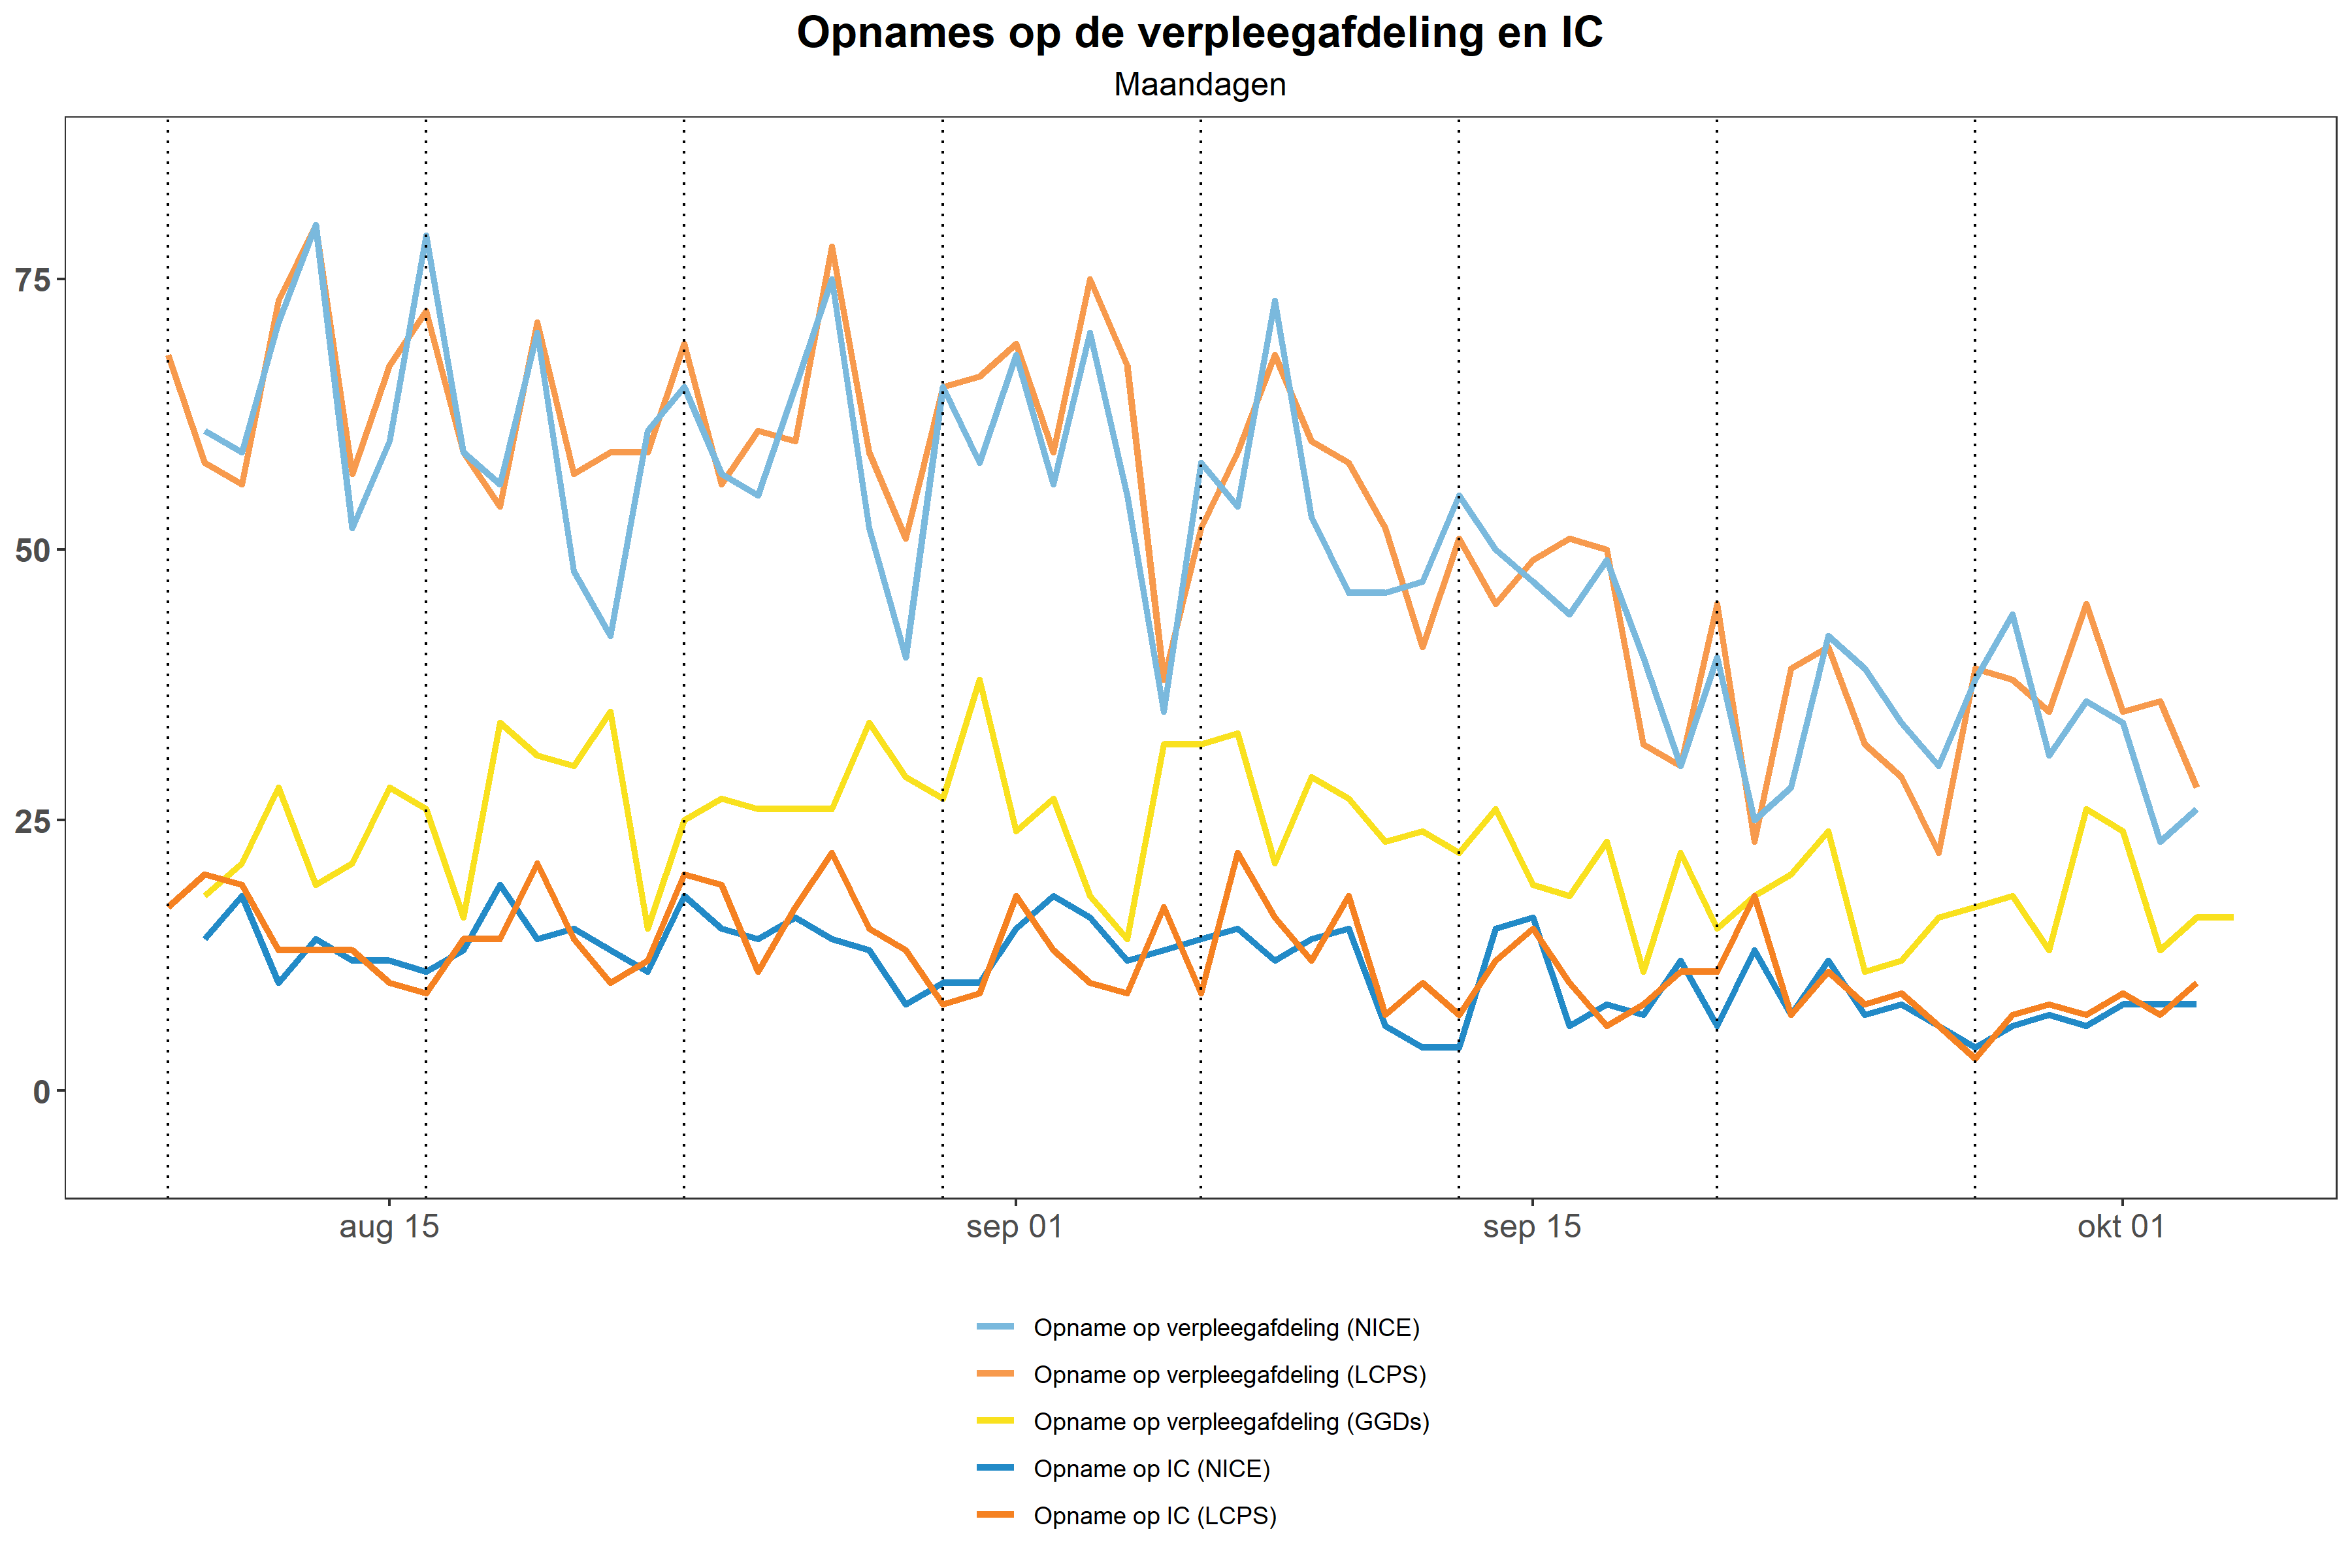 Opnames op de verpleegafdeling en IC
Maandagen
75
50
25
0
aug 15
sep 01
sep 15
okt 01
Opname op verpleegafdeling (NICE)
Opname op verpleegafdeling (LCPS)
Opname op verpleegafdeling (GGDs)
Opname op IC (NICE)
Opname op IC (LCPS)